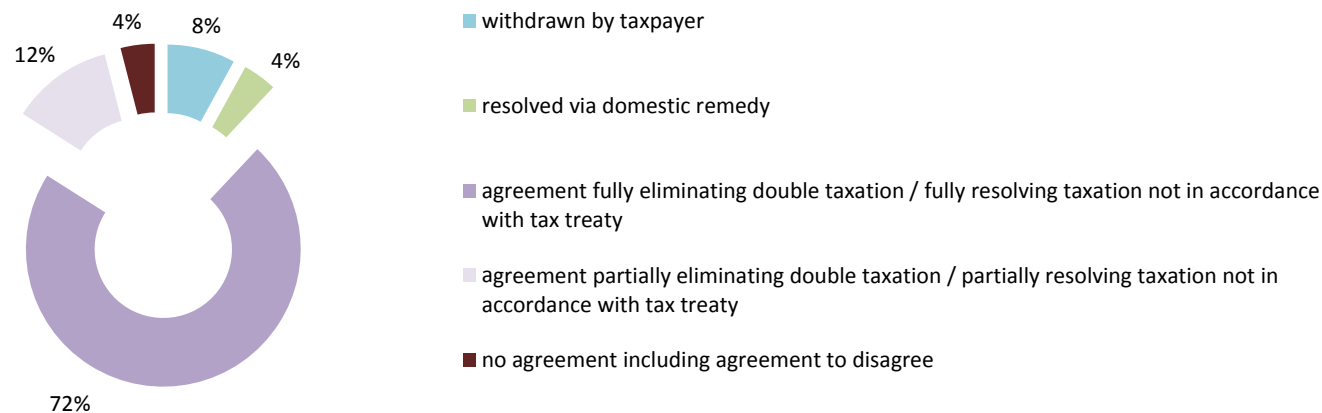 4%
8%
12%
4%
72%
withdrawn by taxpayer
resolved via domestic remedy
agreement fully eliminating double taxation / fully resolving taxation not in accordance
with tax treaty
agreement partially eliminating double taxation / partially resolving taxation not in
accordance with tax treaty
no agreement including agreement to disagree